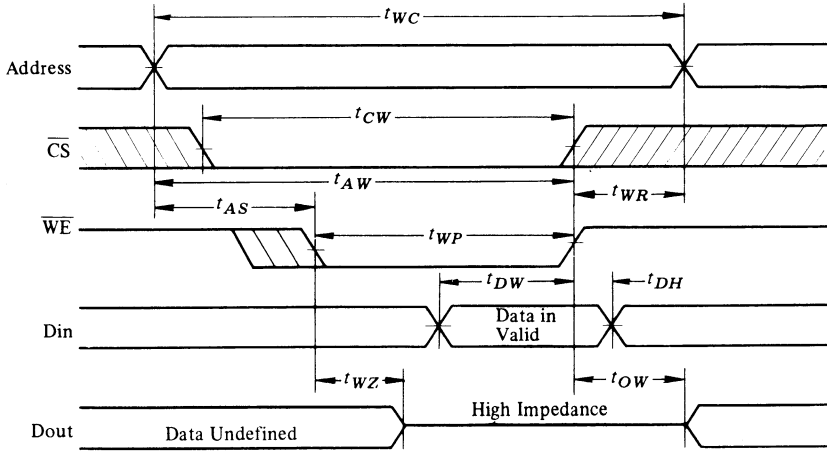 tWC
Address
tCW
CS
tAW
tAS
tWR
WE
tWP
tDW
tDH
Din
Data in
Valid
tWZ
tOW
High Impedance
Dout
Data Undefined